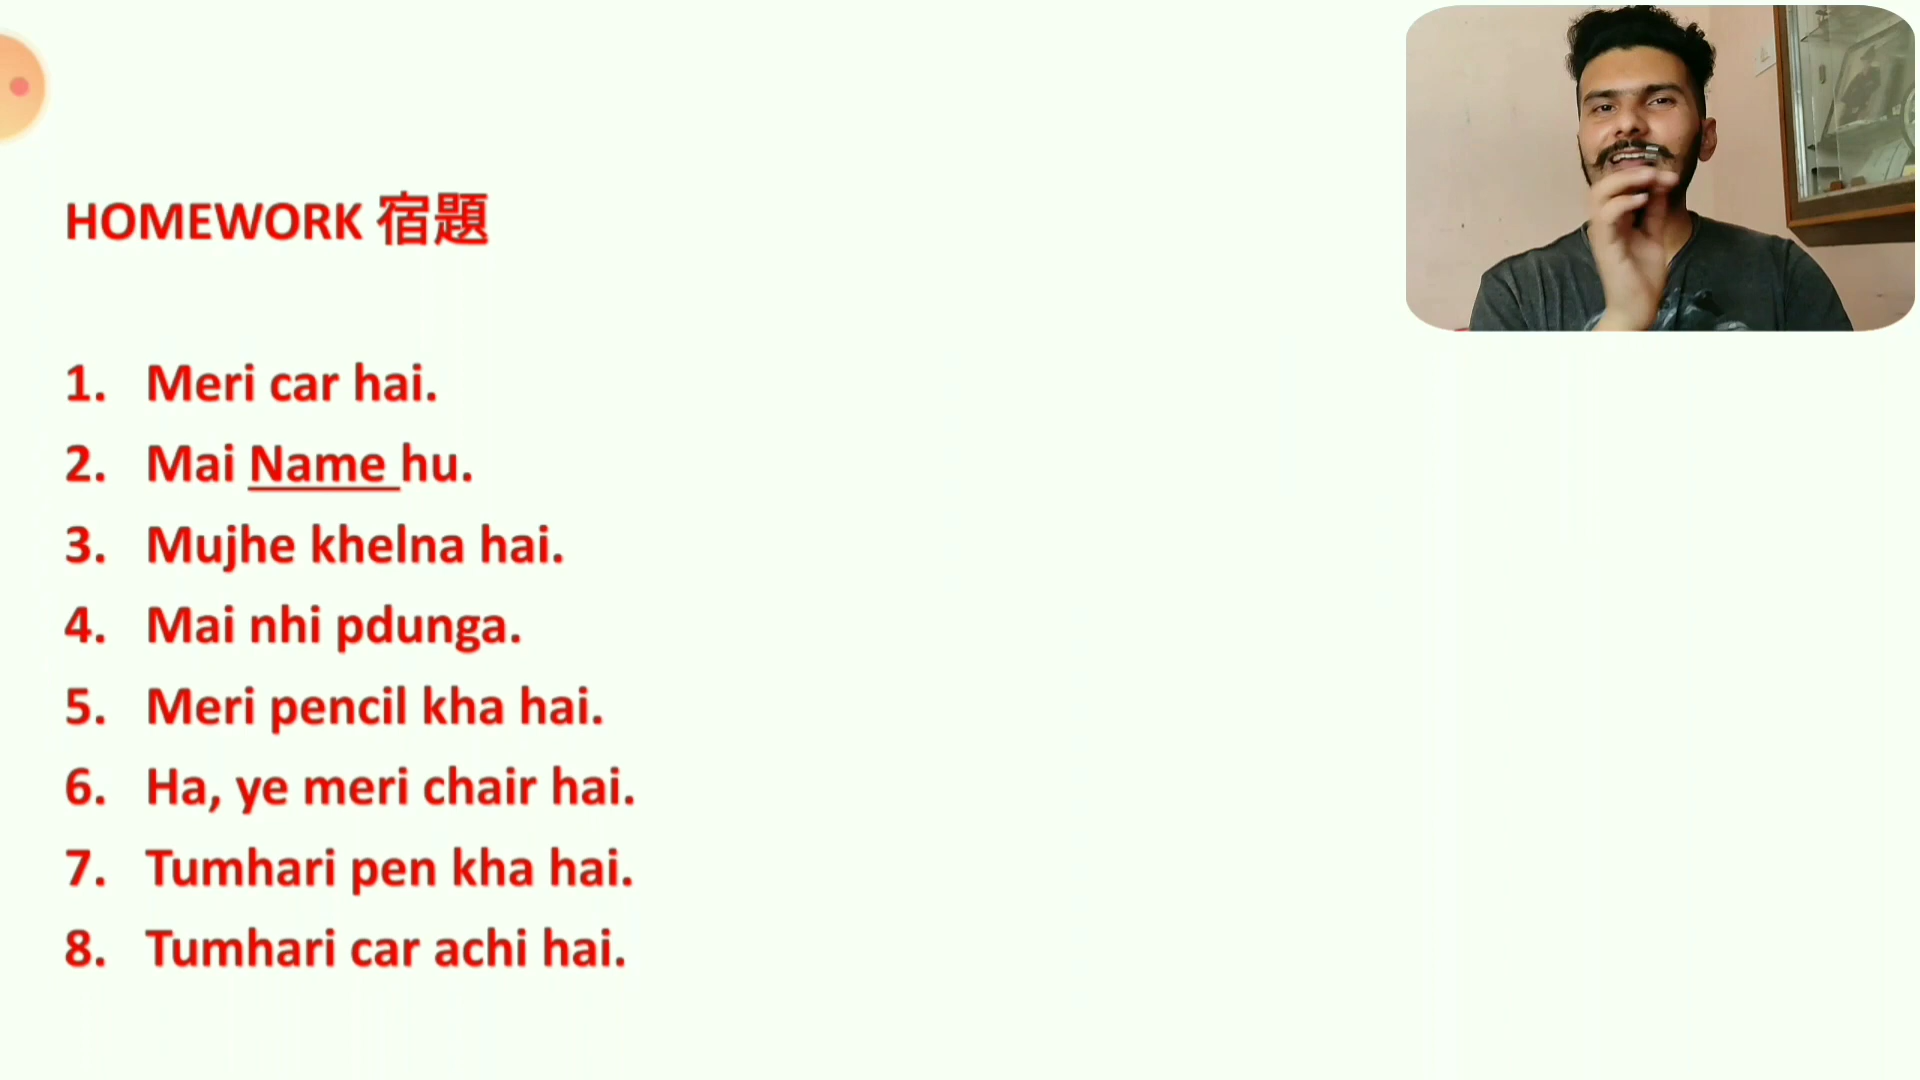 HOMEWORK 宿題
1. Meri car hai.
2. Mai Name hu.
3. Mujhe khelna hai.
4. Mai nhi pdunga.
5. Meri pencil kha hai.
6. Ha, ye meri chair hai.
7. Tumhari pen kha hai.
8. Tumhari car achi hai.